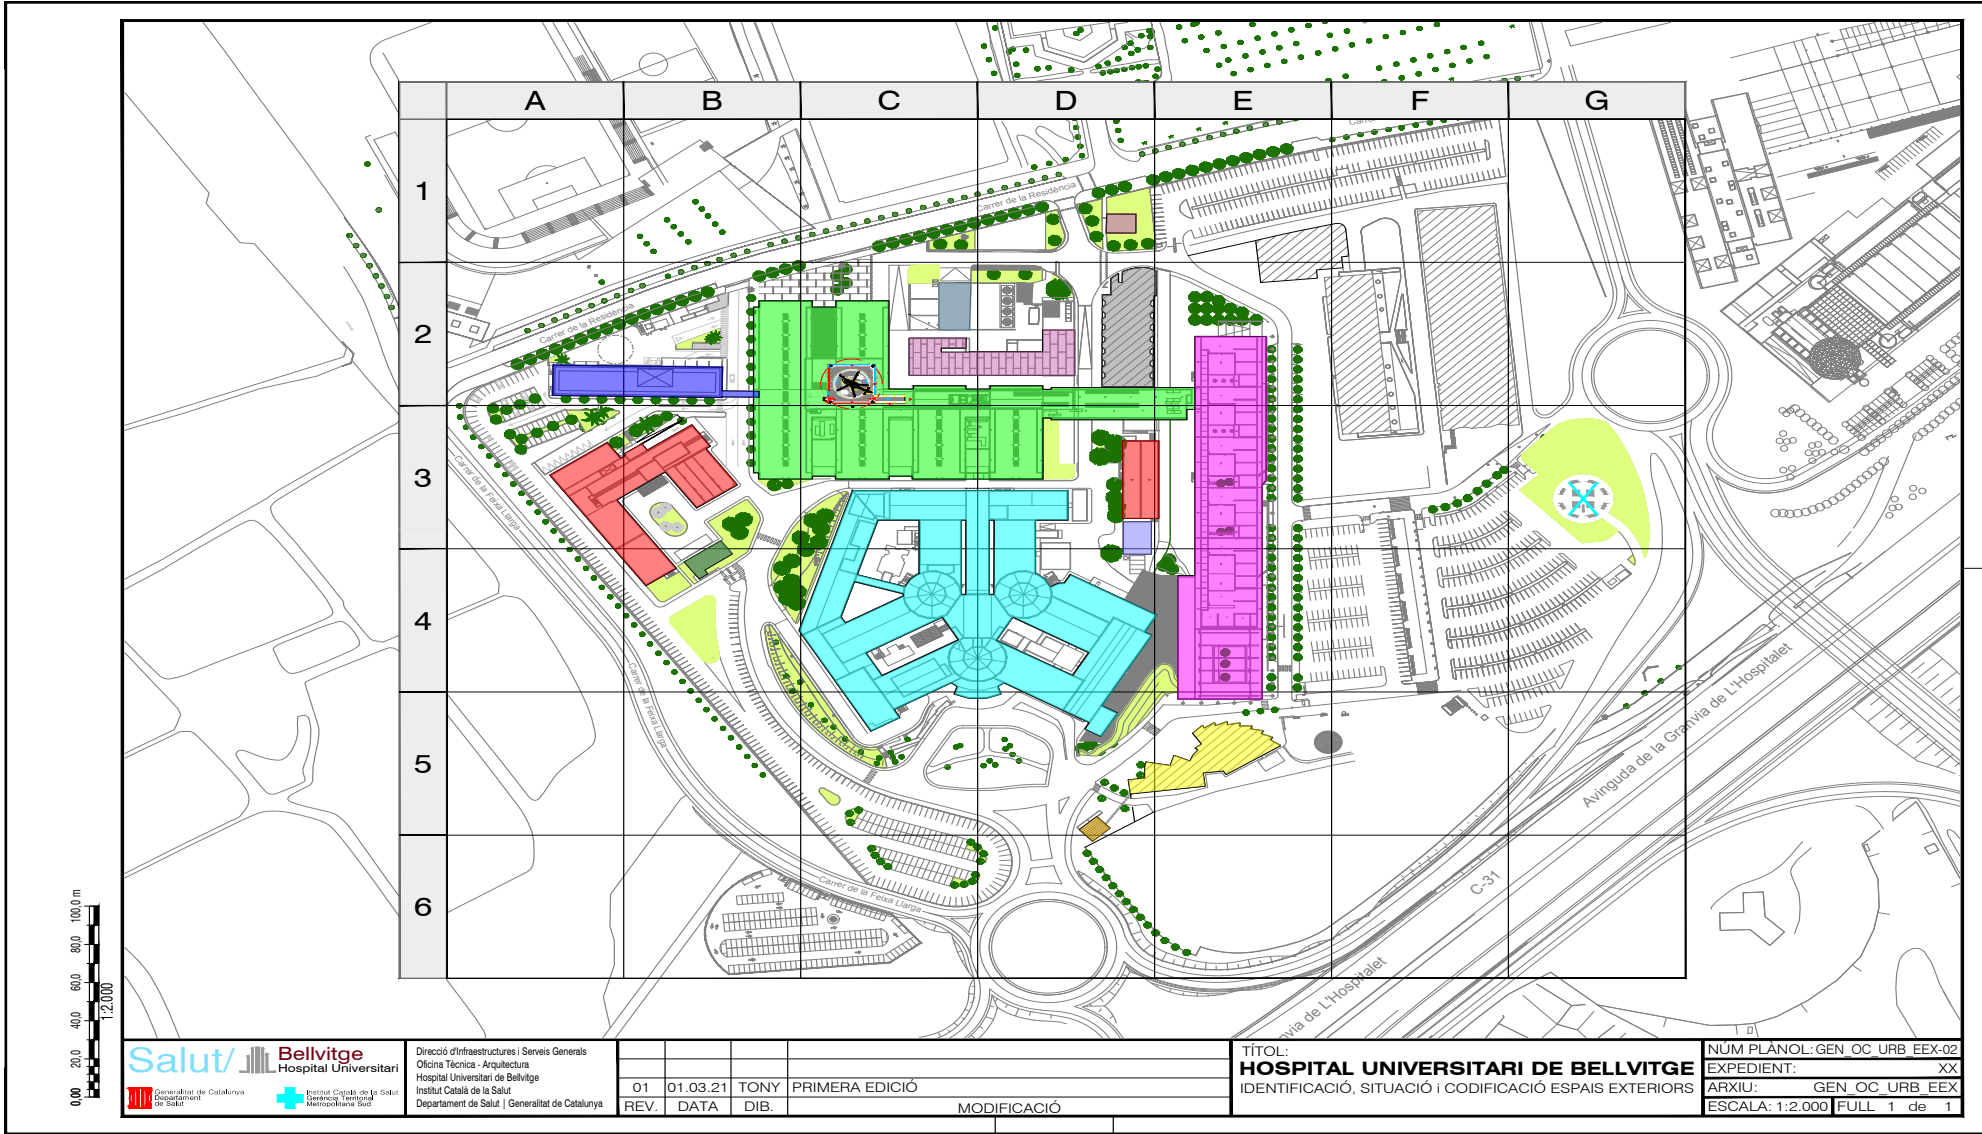 A B C D E F G
1
2
3
4
5
6
Carrer de la Residència
Carrer de la Residència
Carrer de la Feixa Llarga
Carrer de la Feixa Llarga
Carrer de la Feixa Llarga
Avinguda de la Granvia de L'Hospitalet
C-31
via de L'Hospitalet
0,00 20,0 40,0 60,0 80,0 100,0 m
1:2.000
Salut/ Bellvitge
Hospital Universitari
Generalitat de Catalunya
Departament
de Salut
Institut Català de la Salut
Gerència Territorial
Metropolitana Sud
Direcció d'Infraestructures i Serveis Generals
Oficina Tècnica - Arquitectura
Hospital Universitari de Bellvitge
Institut Català de la Salut
Departament de Salut | Generalitat de Catalunya
01 01.03.21 TONY PRIMERA EDICIÓ
REV. DATA DIB. MODIFICACIÓ
TÍTOL:
HOSPITAL UNIVERSITARI DE BELLVITGE
IDENTIFICACIÓ, SITUACIÓ i CODIFICACIÓ ESPAIS EXTERIORS
NÚM PLÀNOL: GEN_OC_URB_EEX-02
EXPEDIENT: XX
ARXIU: GEN_OC_URB_EEX
ESCALA: 1:2.000 FULL 1 de 1